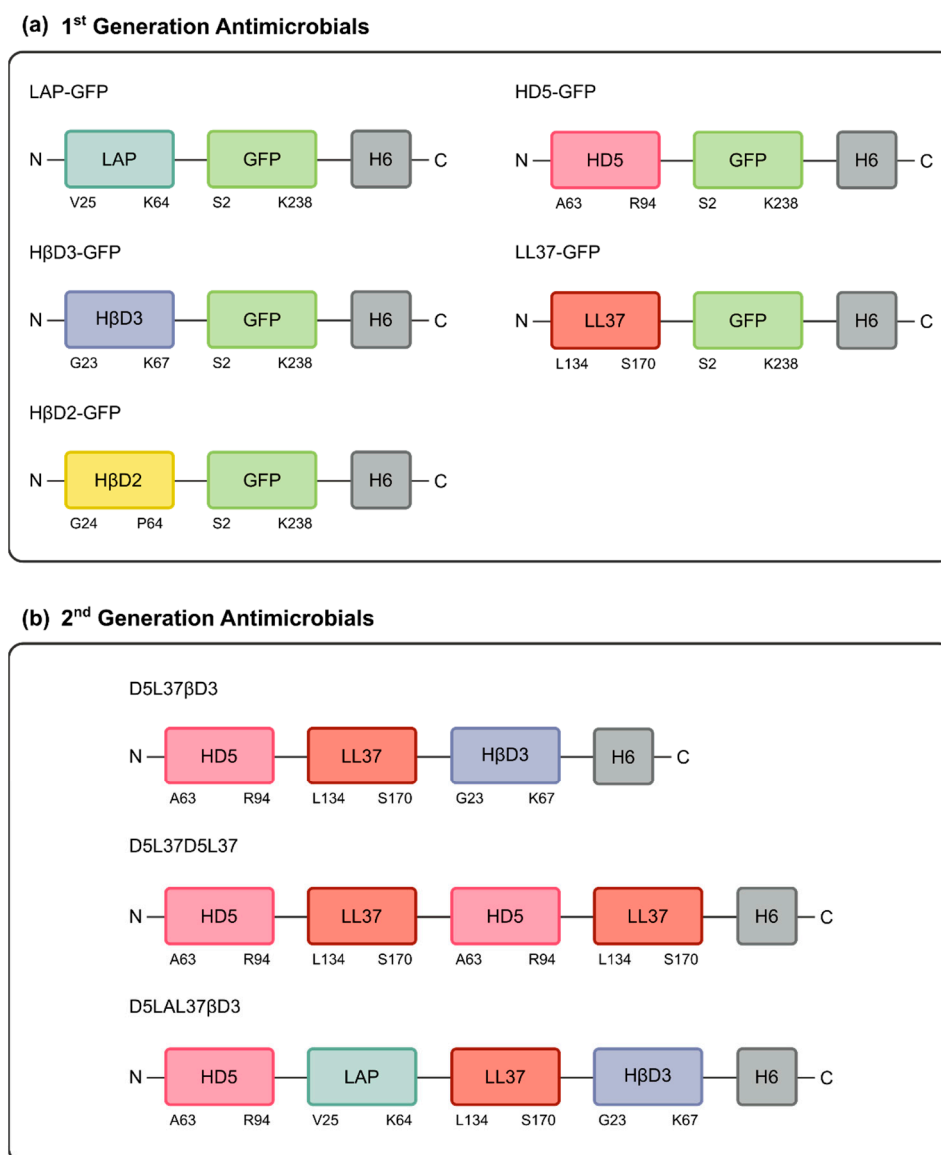 (a) 1st Generation Antimicrobials
LAP-GFP
N LAP GFP H6 C
V25 K64 S2 K238
HβD3-GFP
N HβD3 GFP H6 C
G23 K67 S2 K238
HβD2-GFP
N HβD2 GFP H6 C
G24 P64 S2 K238
HD5-GFP
N HD5 GFP H6 C
A63 R94 S2 K238
LL37-GFP
N LL37 GFP H6 C
L134 S170 S2 K238
(b) 2nd Generation Antimicrobials
D5L37βD3
N HD5 LL37 HβD3 H6 C
A63 R94 L134 S170 G23 K67
D5L37D5L37
N HD5 LL37 HD5 LL37 H6 C
A63 R94 L134 S170 A63 R94 L134 S170
D5LAL37βD3
N HD5 LAP LL37 HβD3 H6 C
A63 R94 V25 K64 L134 S170 G23 K67